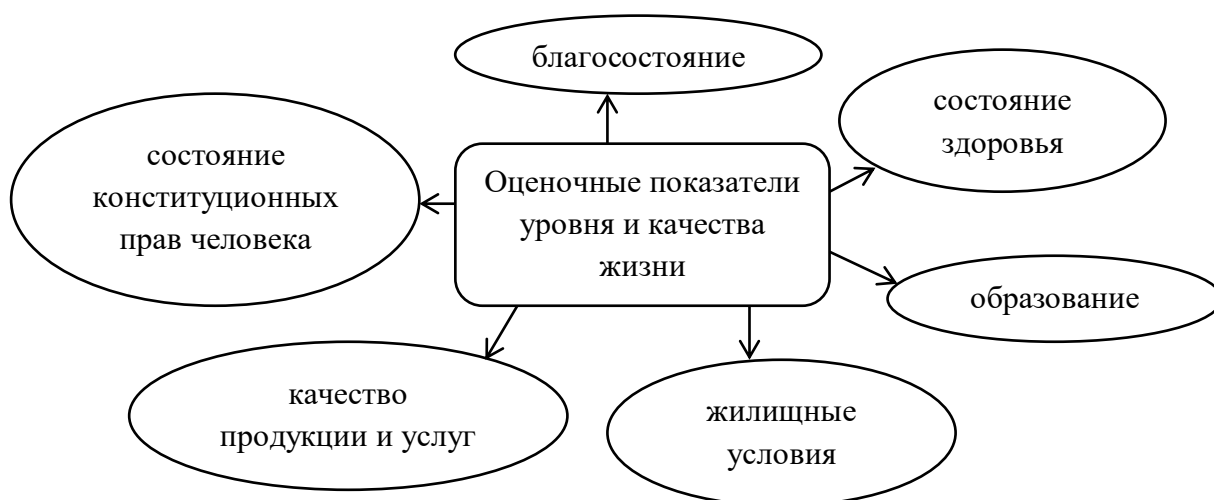 благосостояние
состояние
здоровья
состояние
конституционных
прав человека
Оценочные показатели
уровня и качества
жизни
образование
качество
продукции и услуг
жилищные
условия